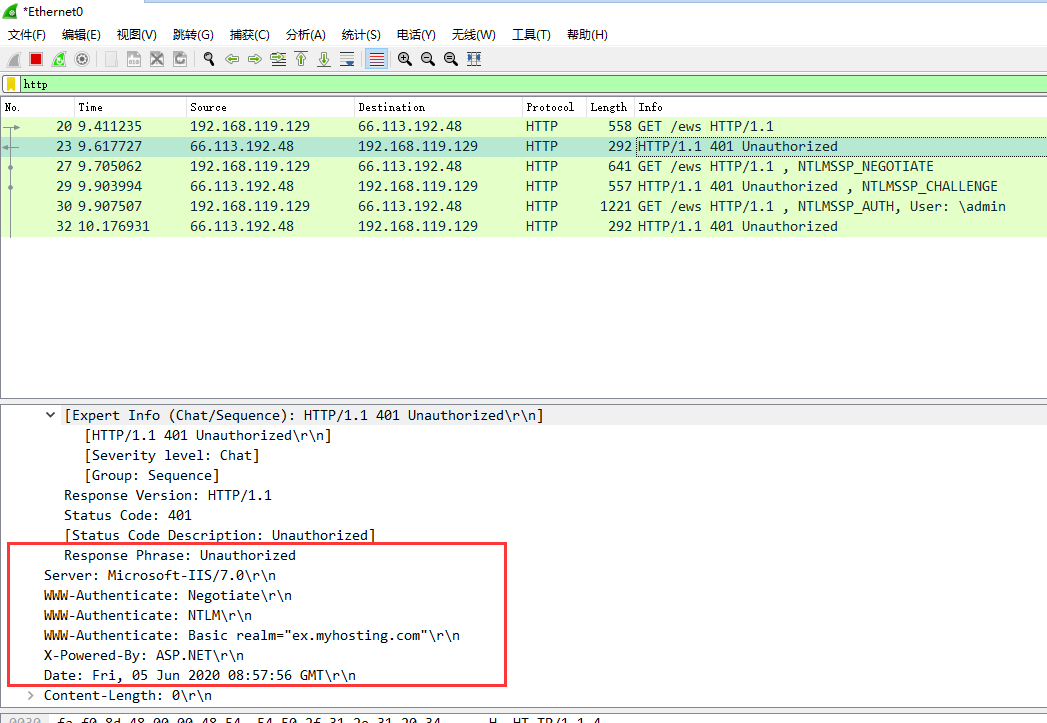 *Ethernet0
文件(F) 编辑(E) 视图(V) 跳转(G) 捕获(C) 分析(A) 统计(S) 电话(Y) 无线(W) 工具(T) 帮助(H)
http
No. Time Source Destination Protocol Length Info
20 9.411235 192.168.119.129 66.113.192.48 HTTP 558 GET /ews HTTP/1.1
23 9.617727 66.113.192.48 192.168.119.129 HTTP 292 HTTP/1.1 401 Unauthorized
27 9.705062 192.168.119.129 66.113.192.48 HTTP 641 GET /ews HTTP/1.1 , NTLMSSP_NEGOTIATE
29 9.903994 66.113.192.48 192.168.119.129 HTTP 557 HTTP/1.1 401 Unauthorized , NTLMSSP_CHALLENGE
30 9.907507 192.168.119.129 66.113.192.48 HTTP 1221 GET /ews HTTP/1.1 , NTLMSSP_AUTH, User: \admin
32 10.176931 66.113.192.48 192.168.119.129 HTTP 292 HTTP/1.1 401 Unauthorized
[Expert Info (Chat/Sequence): HTTP/1.1 401 Unauthorized\r\n]
[HTTP/1.1 401 Unauthorized\r\n]
[Severity level: Chat]
[Group: Sequence]
Response Version: HTTP/1.1
Status Code: 401
[Status Code Description: Unauthorized]
Response Phrase: Unauthorized
Server: Microsoft-IIS/7.0\r\n
WWW-Authenticate: Negotiate\r\n
WWW-Authenticate: NTLM\r\n
WWW-Authenticate: Basic realm="ex.myhosting.com"\r\n
X-Powered-By: ASP.NET\r\n
Date: Fri, 05 Jun 2020 08:57:56 GMT\r\n
Content-Length: 0\r\n